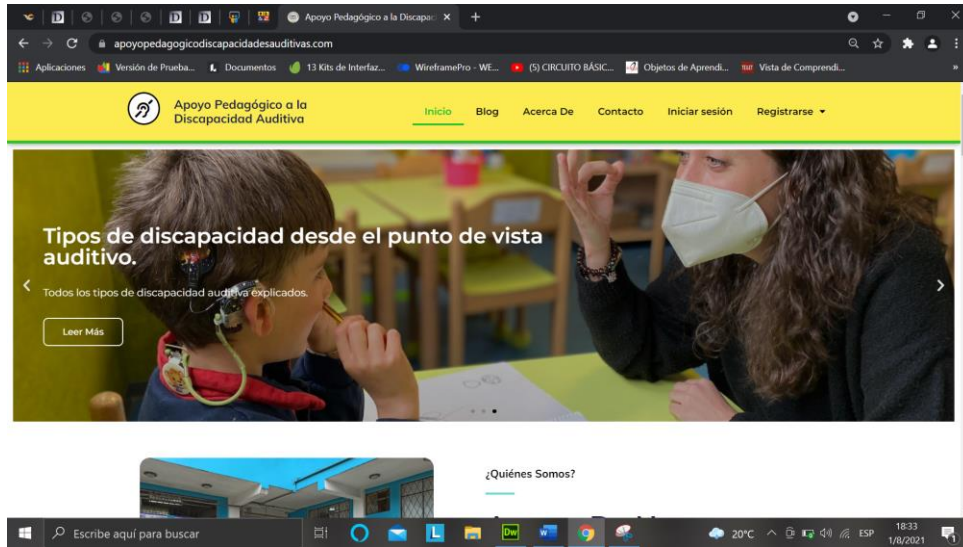 Apoyo Pedagógico a la Discapac
apoyopedagogicodiscapacidadesauditivas.com
Aplicaciones
Versión de Prueba...
Documentos
13 Kits de Interfaz...
WireframePro - WE...
(5) CIRCUITO BÁSIC...
Objetos de Aprendi...
Vista de Comprendi...
Apoyo Pedagógico a la
Discapacidad Auditiva
Inicio
Blog
Acerca De
Contacto
Iniciar sesión
Registrarse
Tipos de discapacidad desde el punto de vista
auditivo.
Todos los tipos de discapacidad auditiva explicados.
Leer Más
¿Quiénes Somos?
Escribe aquí para buscar
20°C
ESP
18:33
1/8/2021